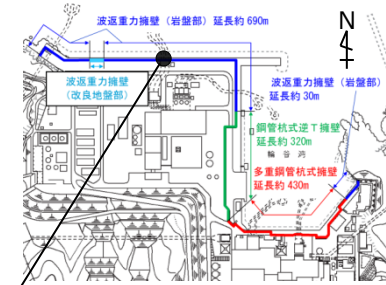 波返重力擁壁（岩盤部）延長約 690m
N
波返重力擁壁
（改良地盤部）
波返重力擁壁（岩盤部）
延長約 30m
鋼管杭式逆Ｔ擁壁
延長約 320m
輪谷湾
多重鋼管杭式擁壁
延長約 430m